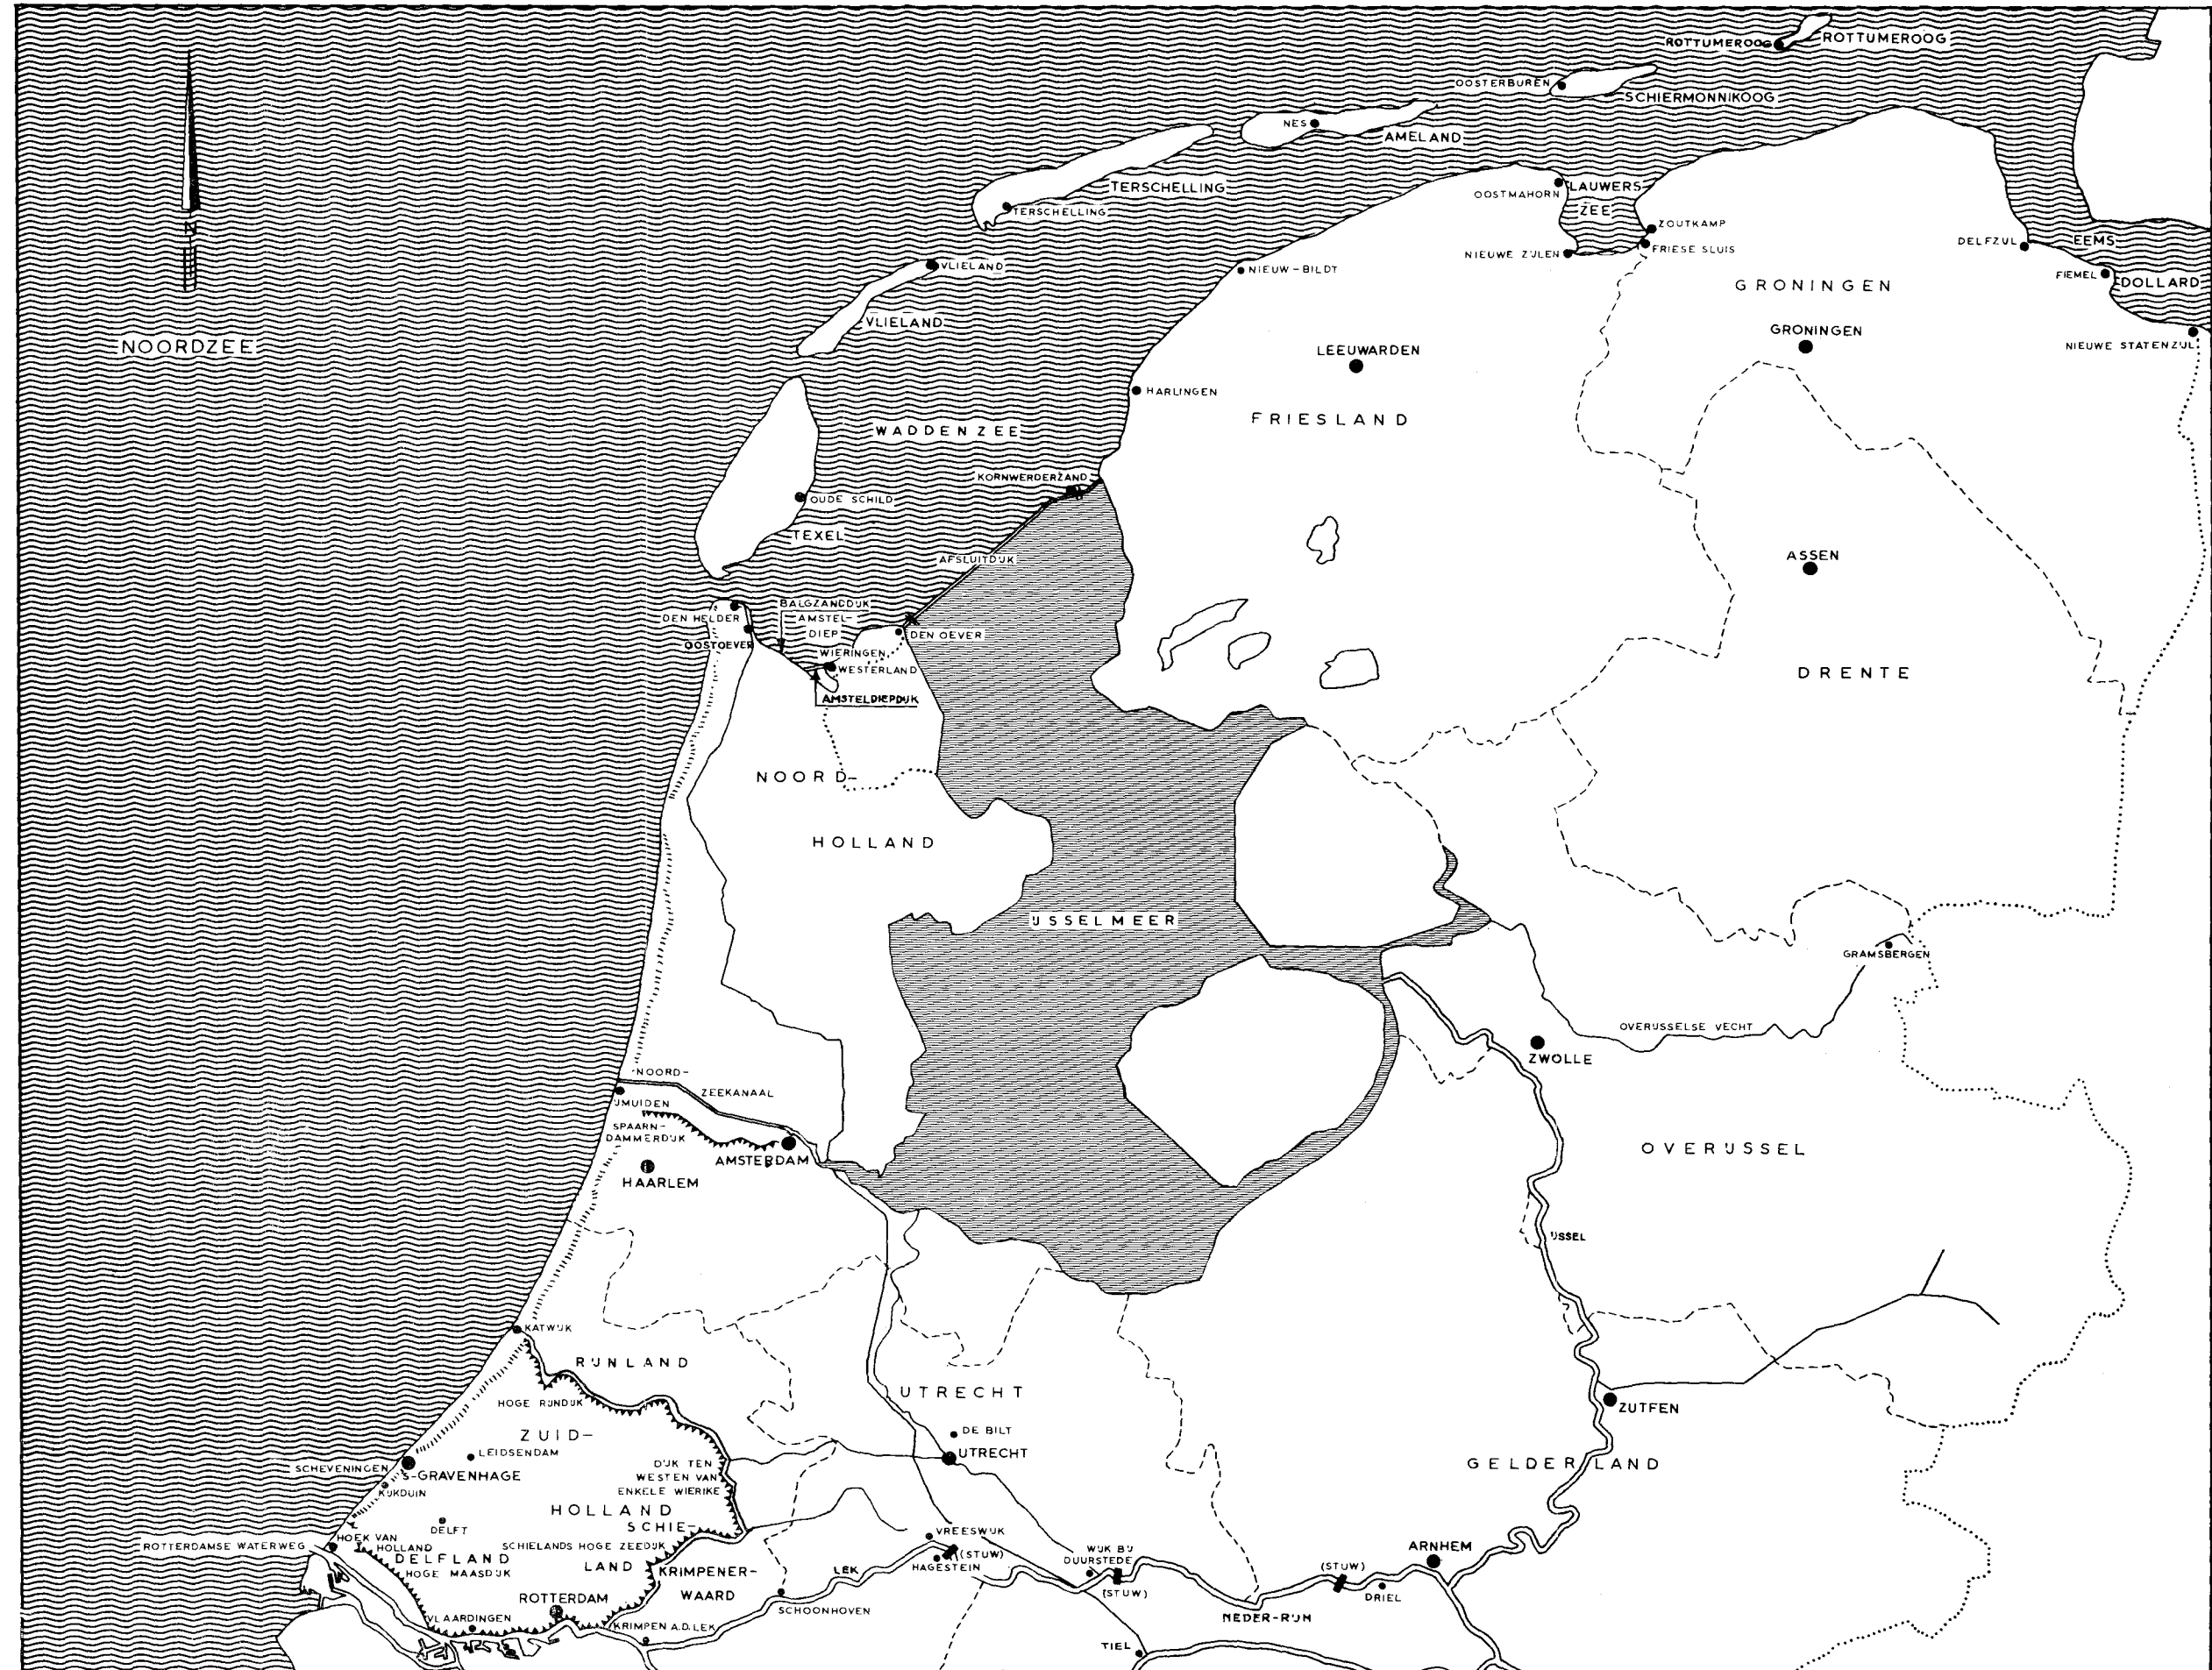 ROTTUMEROOG
ROTTUMEROOG
OOSTERBUREN
SCHIERMONNIKOOG
NES
AMELAND
TERSCHELLING
TERSCHELLING
OOSTMAHORN
LAUWERS
ZEE
ZOUTKAMP
FRIESE SLUIS
NIEUWE ZIJLEN
DELFZIJL
EEMS
FIEMEL
DOLLARD
NIEUWE STATENZIJL
VLIELAND
NIEUW-BILDT
GRONINGEN
VLIELAND
GRONINGEN
N
NOORDZEE
LEEUWARDEN
HARLINGEN
FRIESLAND
WADDENZEE
KORNWERDERZAND
OUDE SCHILD
TEXEL
AFSLUITDIJK
ASSEN
BALGZANDDIJK
DEN HELDER
AMSTEL-
DIEP
DEN OEVER
OOSTOEVER
WIERINGEN
WESTERLAND
AMSTELDIEPDIJK
DRENTE
NOORD-
HOLLAND
IJSSELMEER
GRAMSBERGEN
OVERIJSSELSE VECHT
ZWOLLE
NOORD-
ZEEKANAAL
IJMUIDEN
SPAARN-
DAMMERDIJK
AMSTERDAM
HAARLEM
OVERIJSSEL
IJSSEL
KATWIJK
RIJNLAND
UTRECHT
HOGE RIJNDIJK
ZUTFEN
ZUID-
DE BILT
LEIDSENDAM
UTRECHT
SCHEVENINGEN
S-GRAVENHAGE
DIJK TEN
WESTEN VAN
ENKELE WIERIKE
GELDERLAND
KIJKDUIN
HOLLAND
DELFT
SCHIE-
VREESWIJK
HOEK VAN
HOLLAND
ROTTERDAMSE WATERWEG
SCHIELANDS HOGE ZEEDIJK
(STUW)
WIJK BIJ
DUURSTEDE
ARNHEM
DELFLAND
LAND
KRIMPENER-
WAARD
LEK
HAGESTEIN
(STUW)
HOGE MAASDIJK
(STUW)
DRIEL
ROTTERDAM
SCHOONHOVEN
NEDER-RIJN
VLAARDINGEN
KRIMPEN A.D. LEK
TIEL